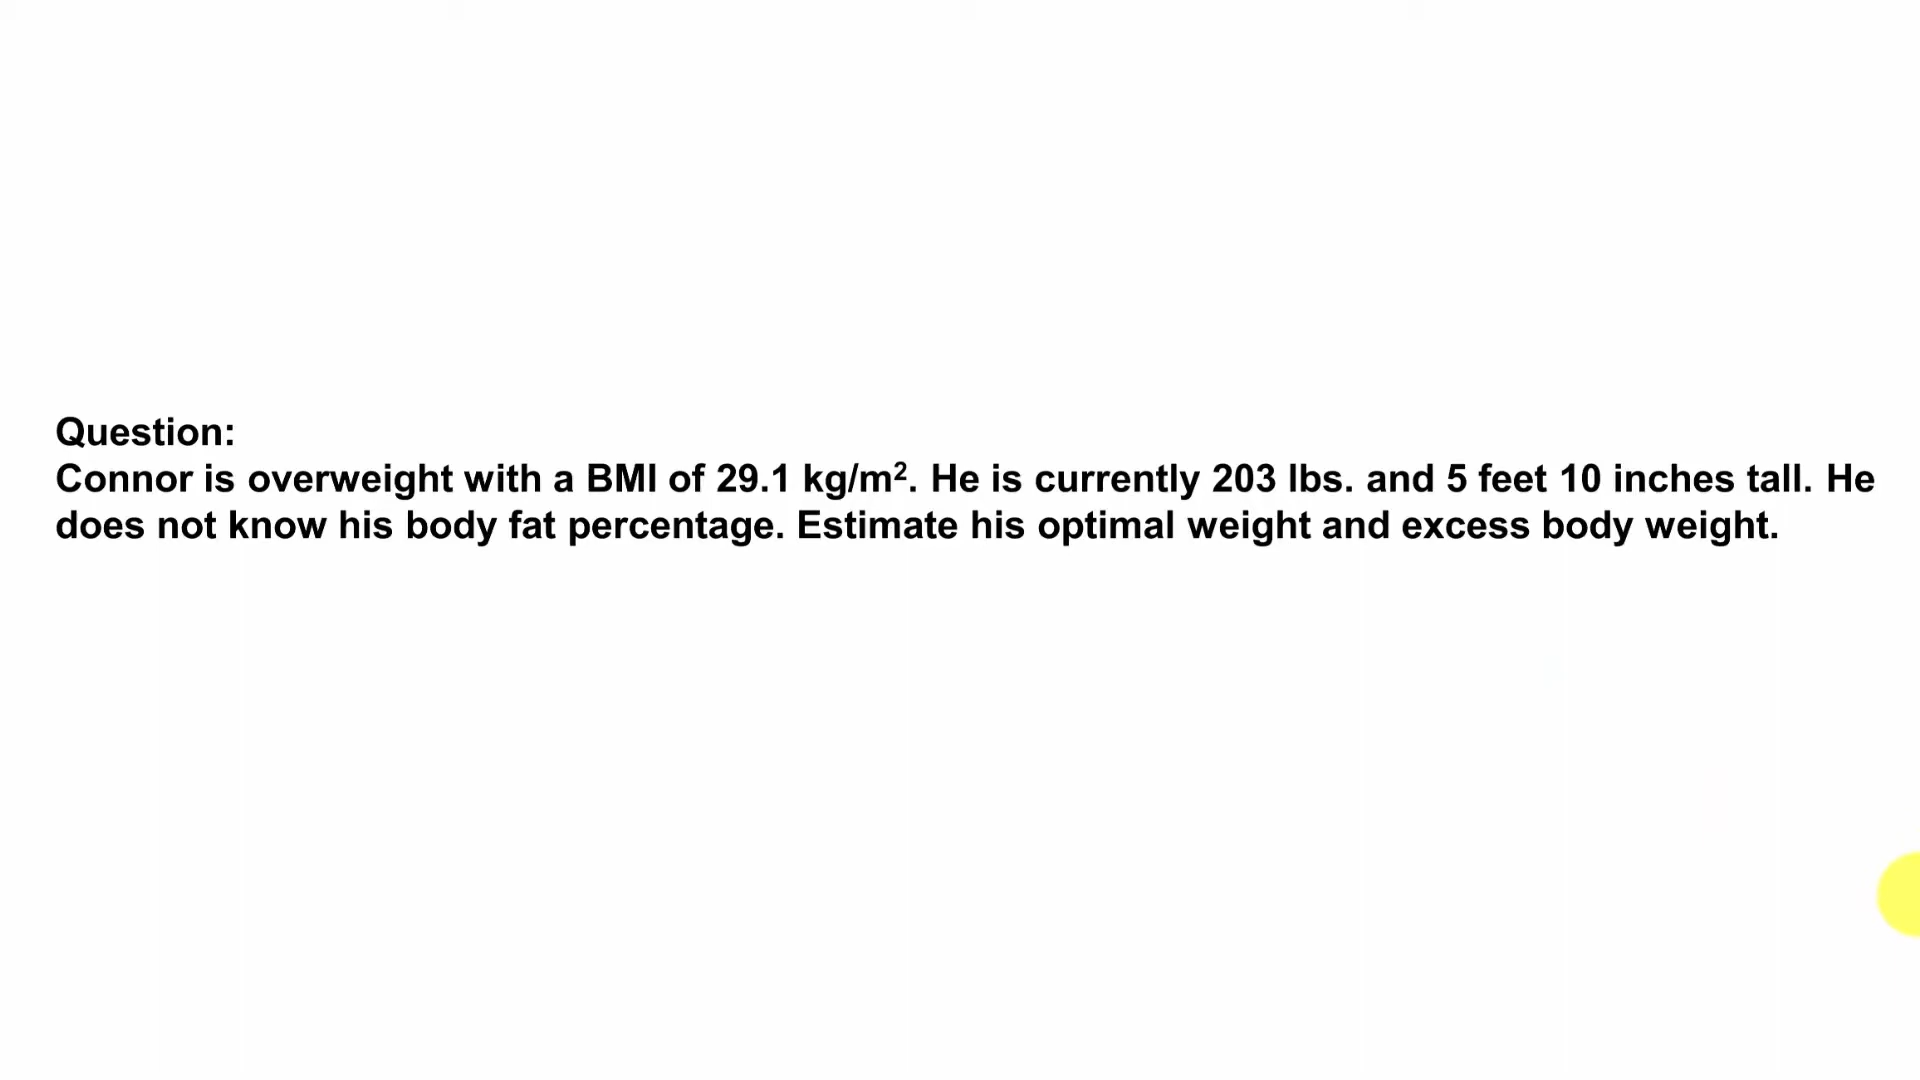 Question:
Connor is overweight with a BMI of 29.1 kg/m². He is currently 203 lbs. and 5 feet 10 inches tall. He
does not know his body fat percentage. Estimate his optimal weight and excess body weight.